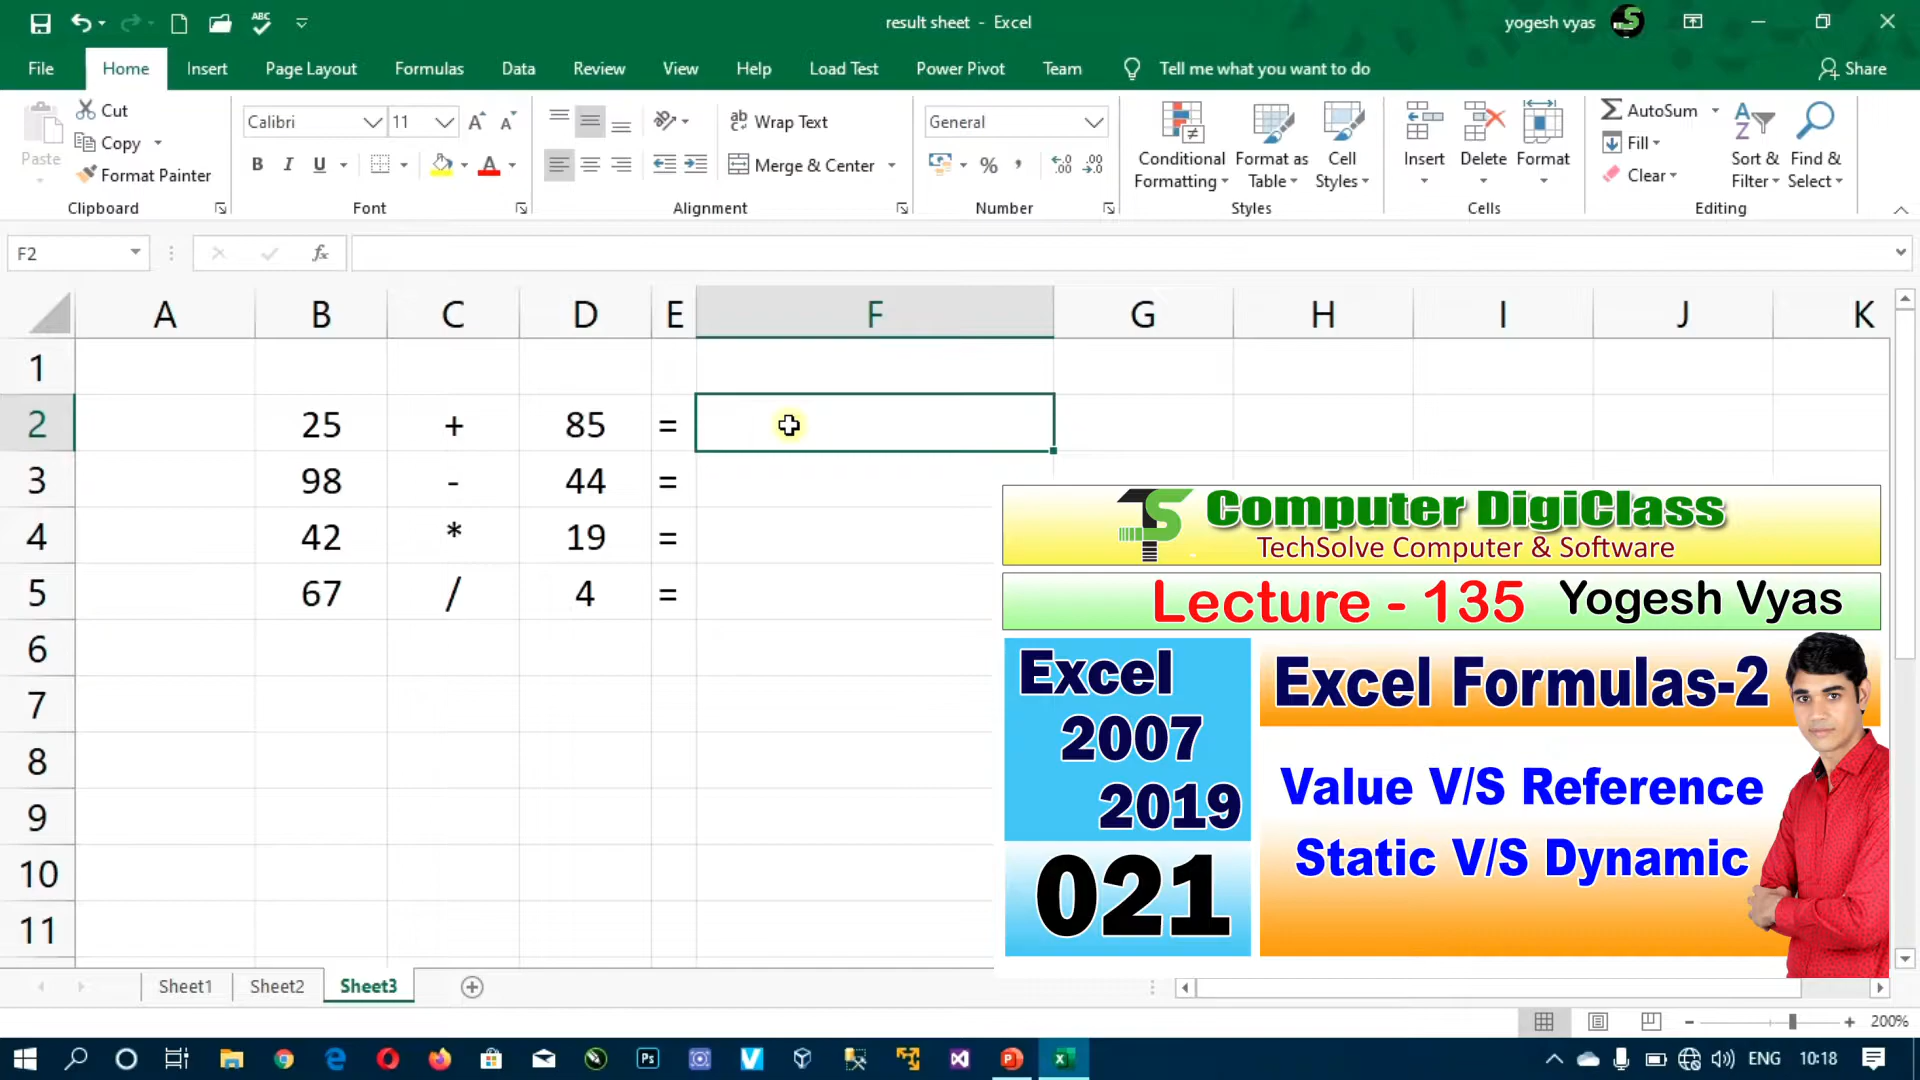 ABC
result sheet - Excel
yogesh vyas
File Home Insert Page Layout Formulas Data Review View Help Load Test Power Pivot Team Tell me what you want to do Share
Paste
Cut
Copy
Format Painter
Clipboard
Calibri 11 A A
B I U A
Font
ab Wrap Text
Merge & Center
Alignment
General
% ,
Number
Conditional Formatting
Format as Table
Cell Styles
Styles
Insert
Delete
Format
Cells
AutoSum
Fill
Clear
Sort & Filter
Find & Select
Editing
F2 fx
A B C D E F G H I J K
1
2 25 + 85 =
3 98 - 44 =
4 42 * 19 =
5 67 / 4 =
6
7
8
9
10
11
TS
Computer DigiClass
TechSolve Computer & Software
Lecture - 135 Yogesh Vyas
Excel
2007
2019
021
Excel Formulas-2
Value V/S Reference
Static V/S Dynamic
Sheet1 Sheet2 Sheet3
200%
Ps
ENG 10:18